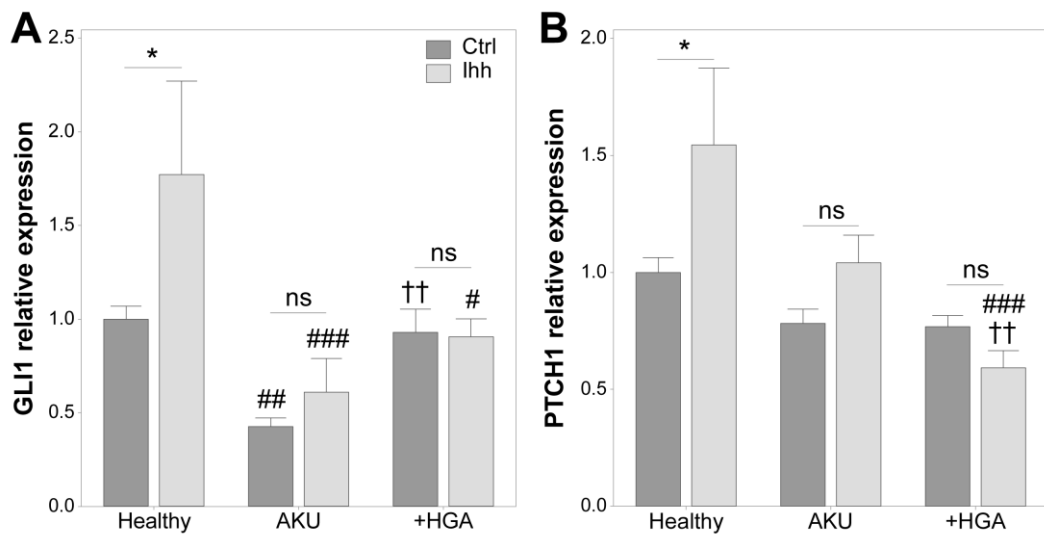 A
GLI1 relative expression
2.5
2.0
1.5
1.0
0.5
0.0
Ctrl
Ihh
*
ns
##
###
ns
††
#
Healthy
AKU
+HGA
B
PTCH1 relative expression
2.0
1.5
1.0
0.5
0.0
*
ns
ns
###
††
Healthy
AKU
+HGA